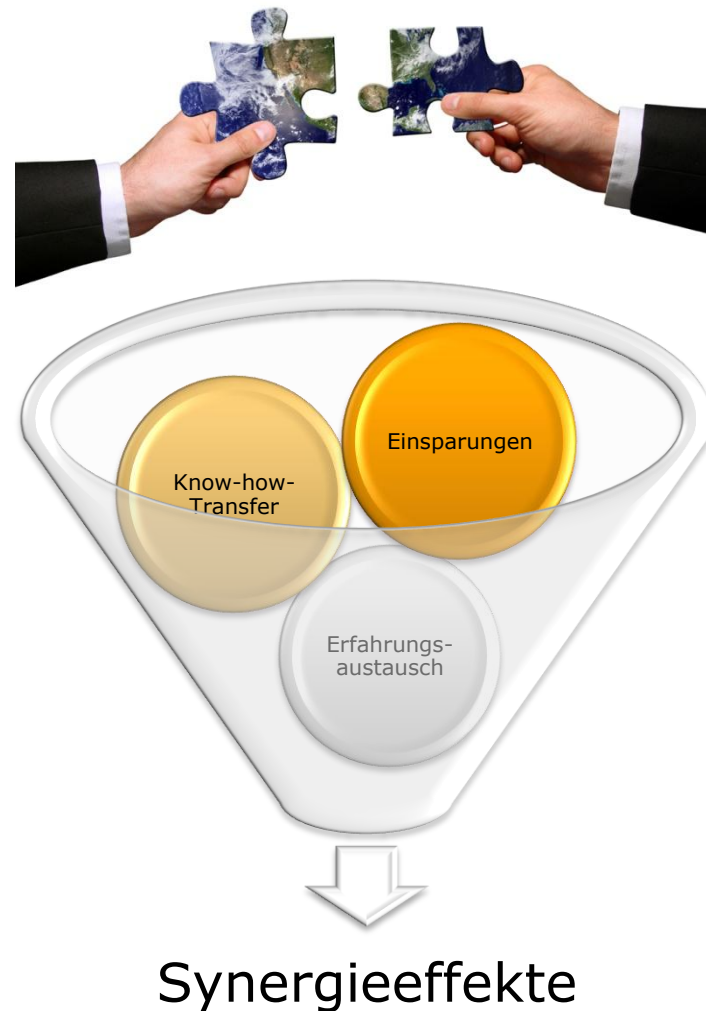 Einsparungen
Know-how-
Transfer
Erfahrungs-
austausch
Synergieeffekte